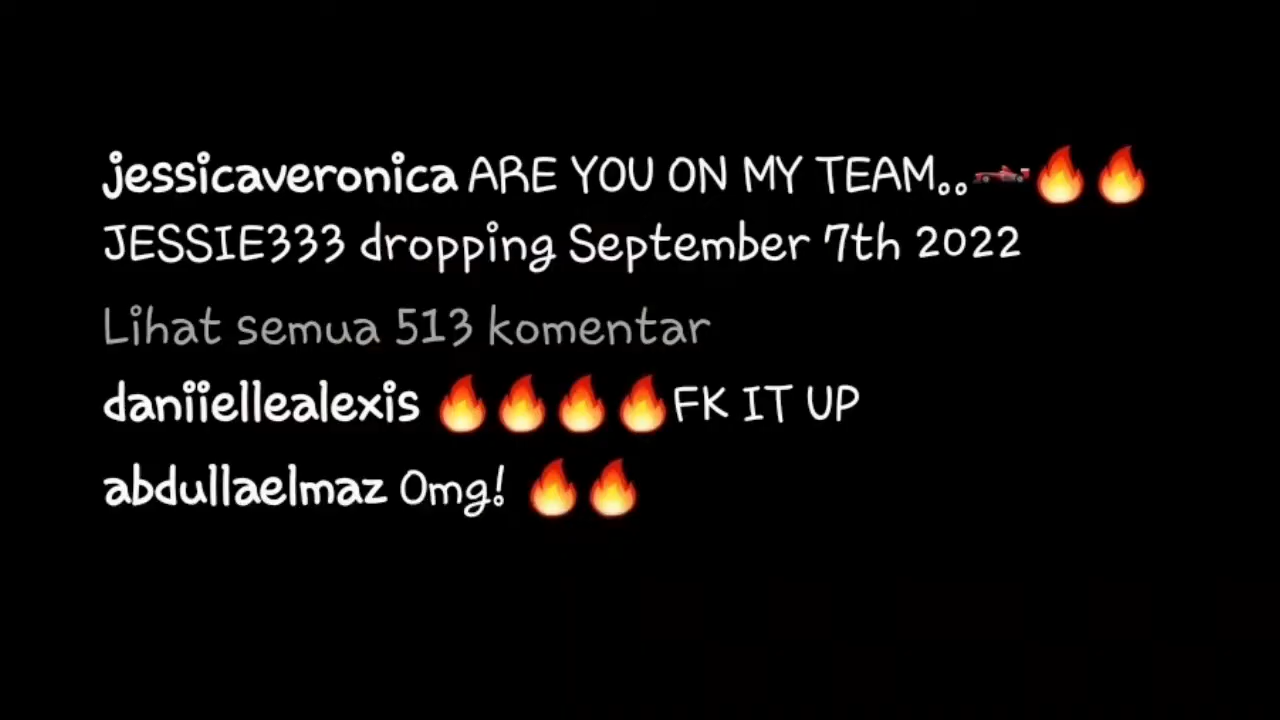 jessicaveronica ARE YOU ON MY TEAM..🏎️🔥🔥
JESSIE333 dropping September 7th 2022
Lihat semua 513 komentar
daniiellealexis 🔥🔥🔥🔥FK IT UP
abdullaelmaz Omg! 🔥🔥